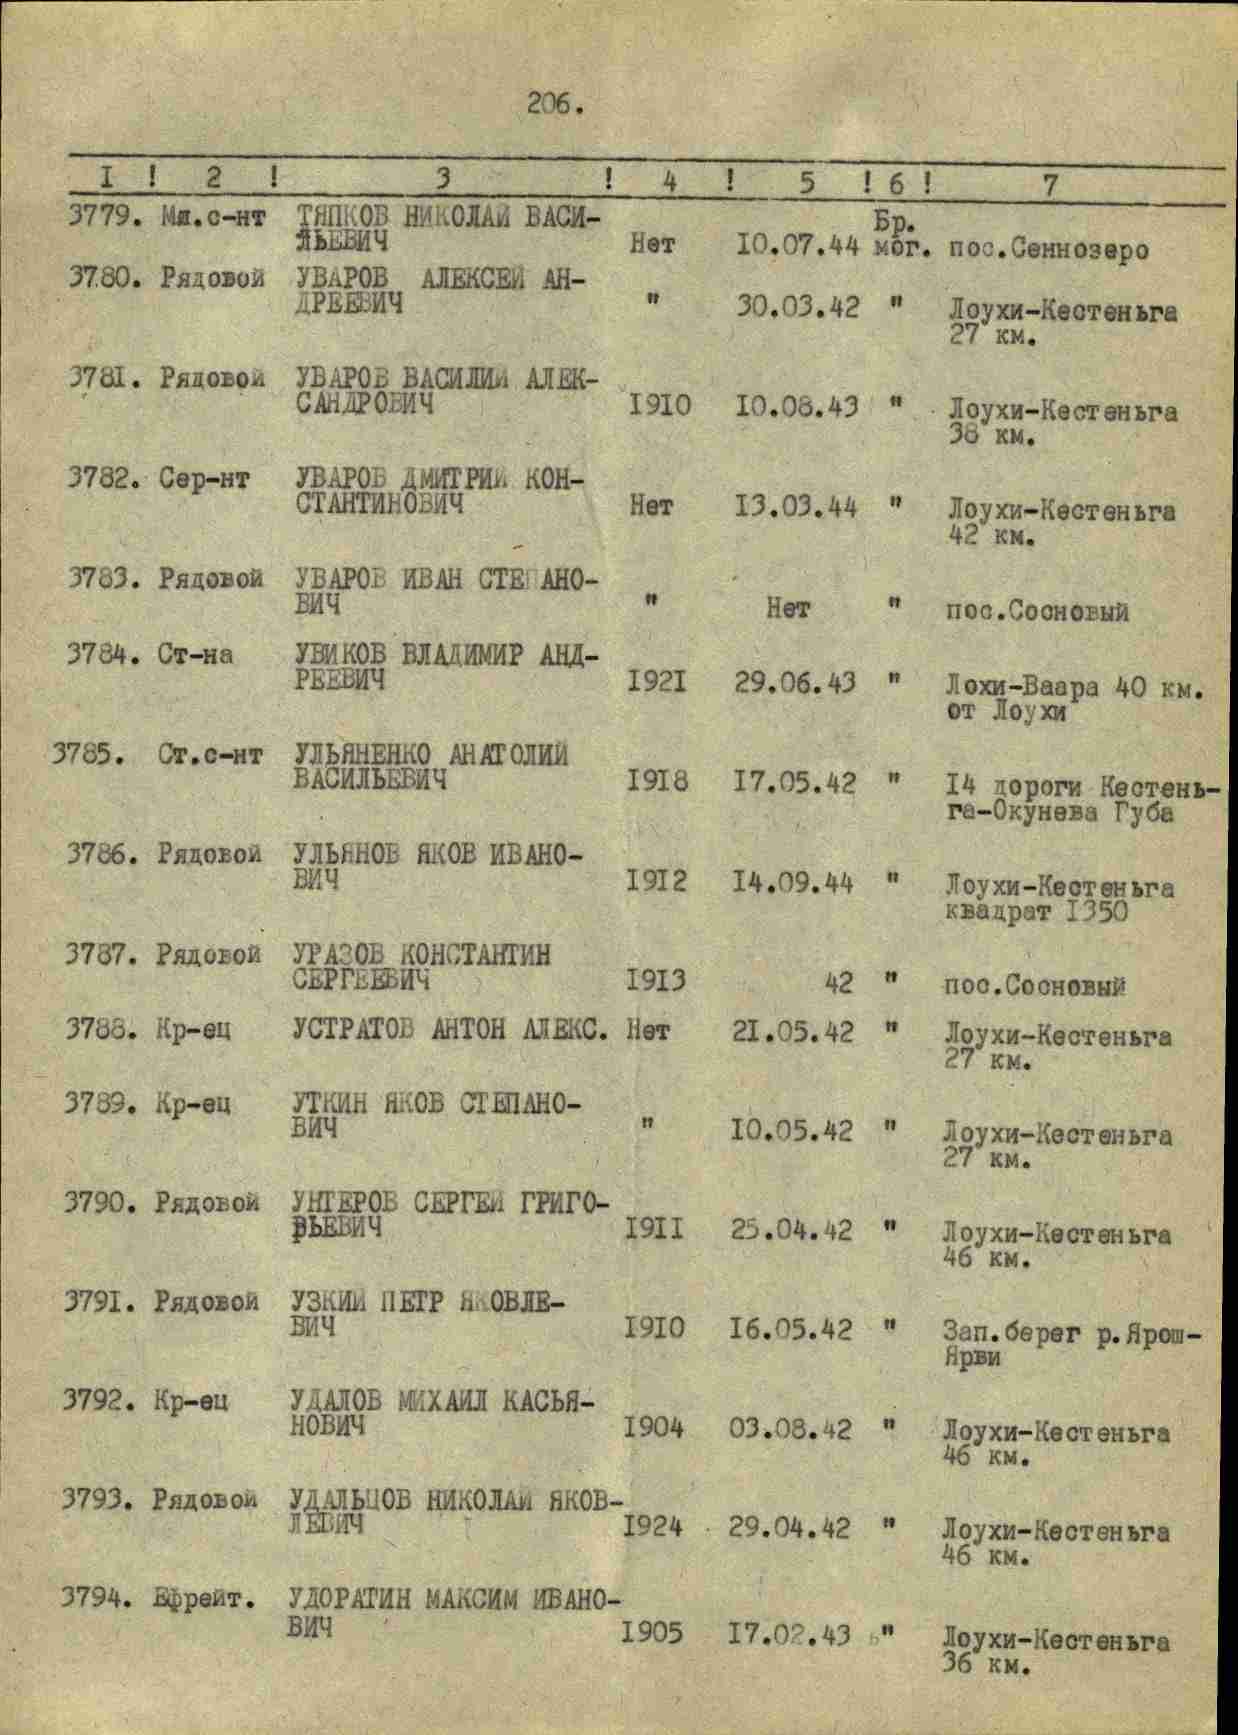 206.
I ! 2 ! 3 ! 4 ! 5 ! 6 ! 7
3779. Мл.с-нт ТЯПКОВ НИКОЛАЙ ВАСИ- Бр.
ЛЬЕВИЧ Нет 10.07.44 мог. пос.Сеннозеро
3780. Рядовой УВАРОВ АЛЕКСЕЙ АН-
ДРЕЕВИЧ " 30.03.42 " Лоухи-Кестеньга
27 км.
3781. Рядовой УВАРОВ ВАСИЛИЙ АЛЕК-
САНДРОВИЧ 1910 10.08.43 " Лоухи-Кестеньга
38 км.
3782. Сер-нт УВАРОВ ДМИТРИЙ КОН-
СТАНТИНОВИЧ Нет 13.03.44 " Лоухи-Кестеньга
42 км.
3783. Рядовой УВАРОВ ИВАН СТЕПАНО-
ВИЧ " Нет " пос.Сосновый
3784. Ст-на УВИКОВ ВЛАДИМИР АНД-
РЕЕВИЧ 1921 29.06.43 " Лохи-Ваара 40 км.
от Лоухи
3785. Ст.с-нт УЛЬЯНЕНКО АНАТОЛИЙ
ВАСИЛЬЕВИЧ 1918 17.05.42 " 14 дороги Кестень-
га-Окунева Губа
3786. Рядовой УЛЬЯНОВ ЯКОВ ИВАНО-
ВИЧ 1912 14.09.44 " Лоухи-Кестеньга
квадрат 1350
3787. Рядовой УРАЗОВ КОНСТАНТИН
СЕРГЕЕВИЧ 1913 42 " пос.Сосновый
3788. Кр-ец УСТРАТОВ АНТОН АЛЕКС. Нет 21.05.42 " Лоухи-Кестеньга
27 км.
3789. Кр-ец УТКИН ЯКОВ СТЕПАНО-
ВИЧ " 10.05.42 " Лоухи-Кестеньга
27 км.
3790. Рядовой УНТЕРОВ СЕРГЕЙ ГРИГО-
РЬЕВИЧ 1911 25.04.42 " Лоухи-Кестеньга
46 км.
3791. Рядовой УЗКИЙ ПЕТР ЯКОВЛЕ-
ВИЧ 1910 16.05.42 " Зап.берег р.Ярош-
Ярви
3792. Кр-ец УДАЛОВ МИХАИЛ КАСЬЯ-
НОВИЧ 1904 03.08.42 " Лоухи-Кестеньга
46 км.
3793. Рядовой УДАЛЬЦОВ НИКОЛАЙ ЯКОВ-
ЛЕВИЧ 1924 29.04.42 " Лоухи-Кестеньга
46 км.
3794. Ефрейт. УДОРАТИН МАКСИМ ИВАНО-
ВИЧ 1905 17.02.43 " Лоухи-Кестеньга
36 км.